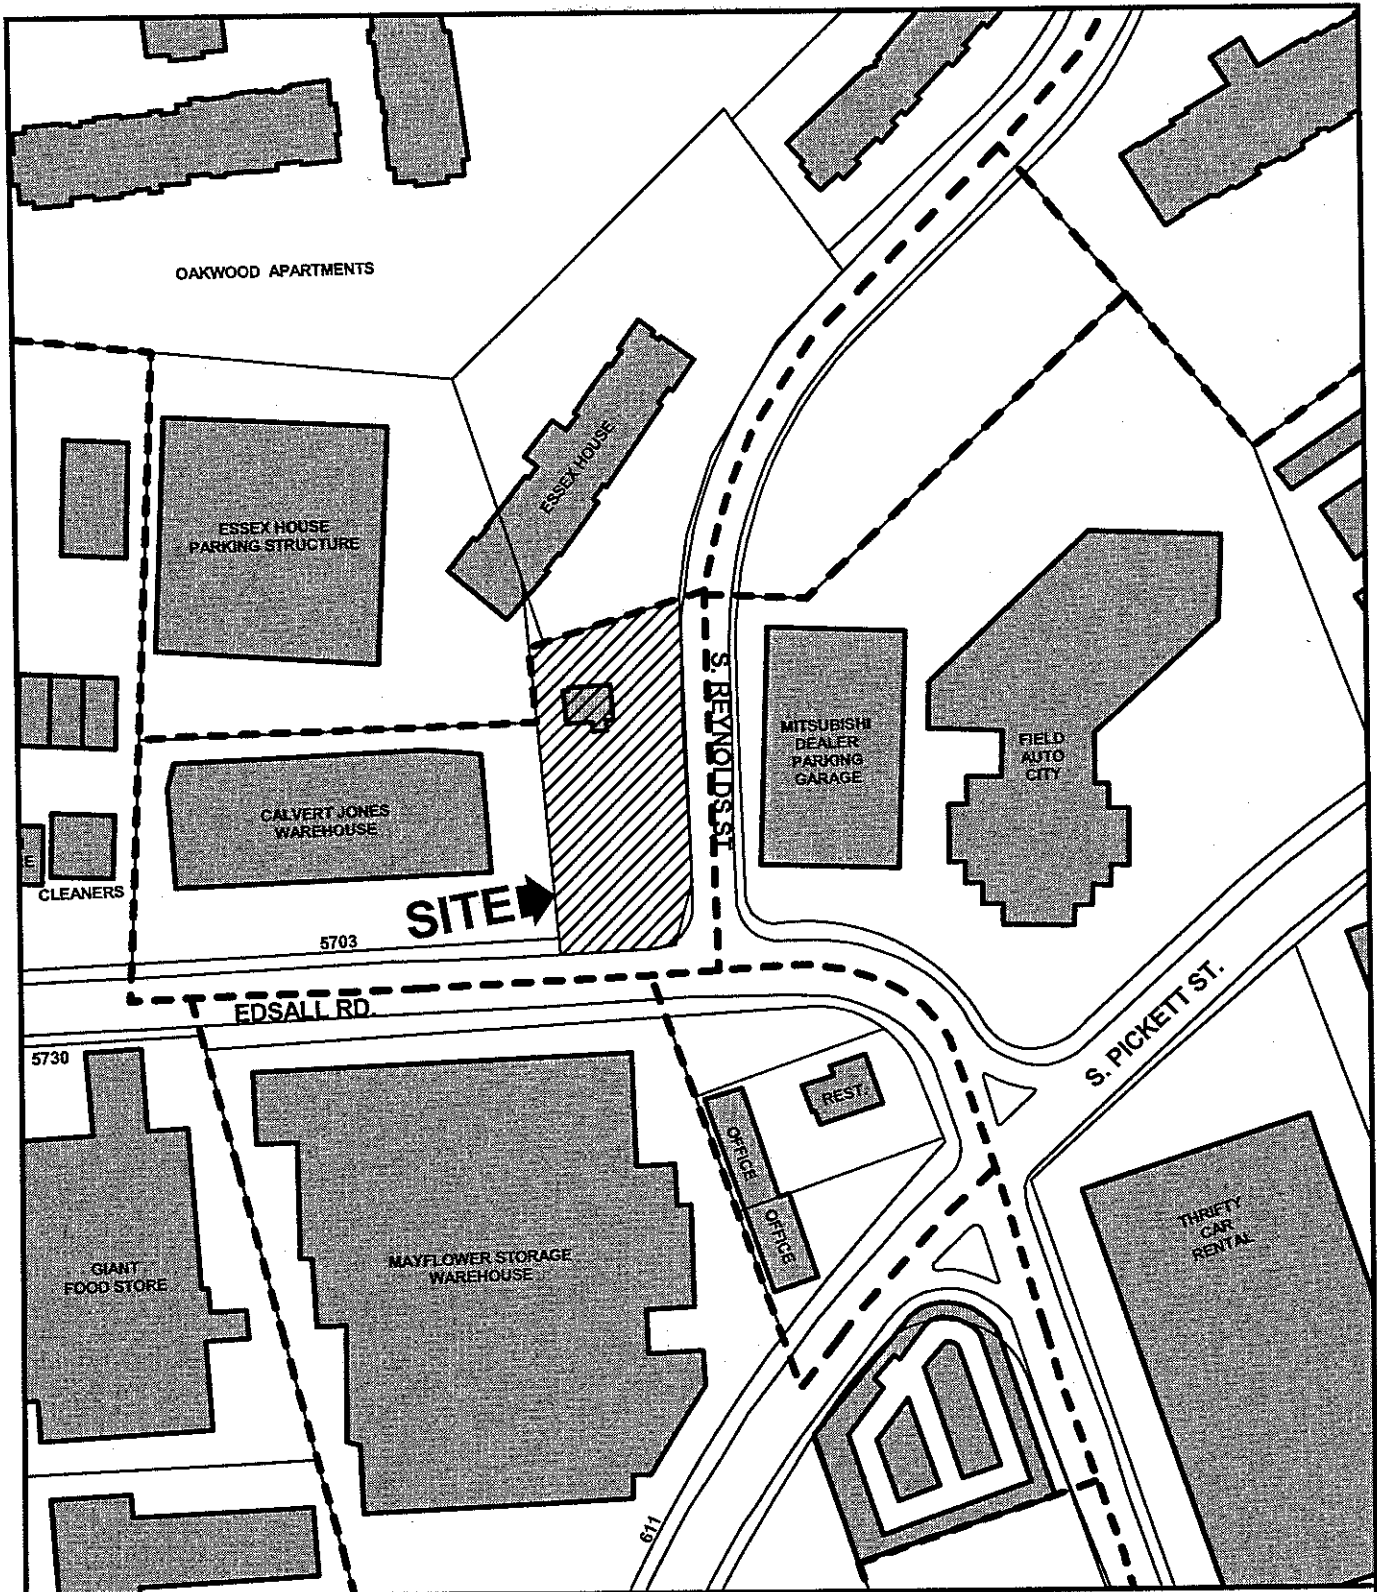 OAKWOOD APARTMENTS
ESSEX HOUSE
ESSEX HOUSE
PARKING STRUCTURE
S. REYNOLDS ST.
MITSUBISHI
DEALER
PARKING
GARAGE
FIELD
AUTO
CITY
CALVERT JONES
WAREHOUSE
E
CLEANERS
SITE
5703
EDSALL RD.
S. PICKETT ST.
5730
REST.
OFFICE
OFFICE
THRIFTY
CAR
RENTAL
GIANT
FOOD STORE
MAYFLOWER STORAGE
WAREHOUSE
611